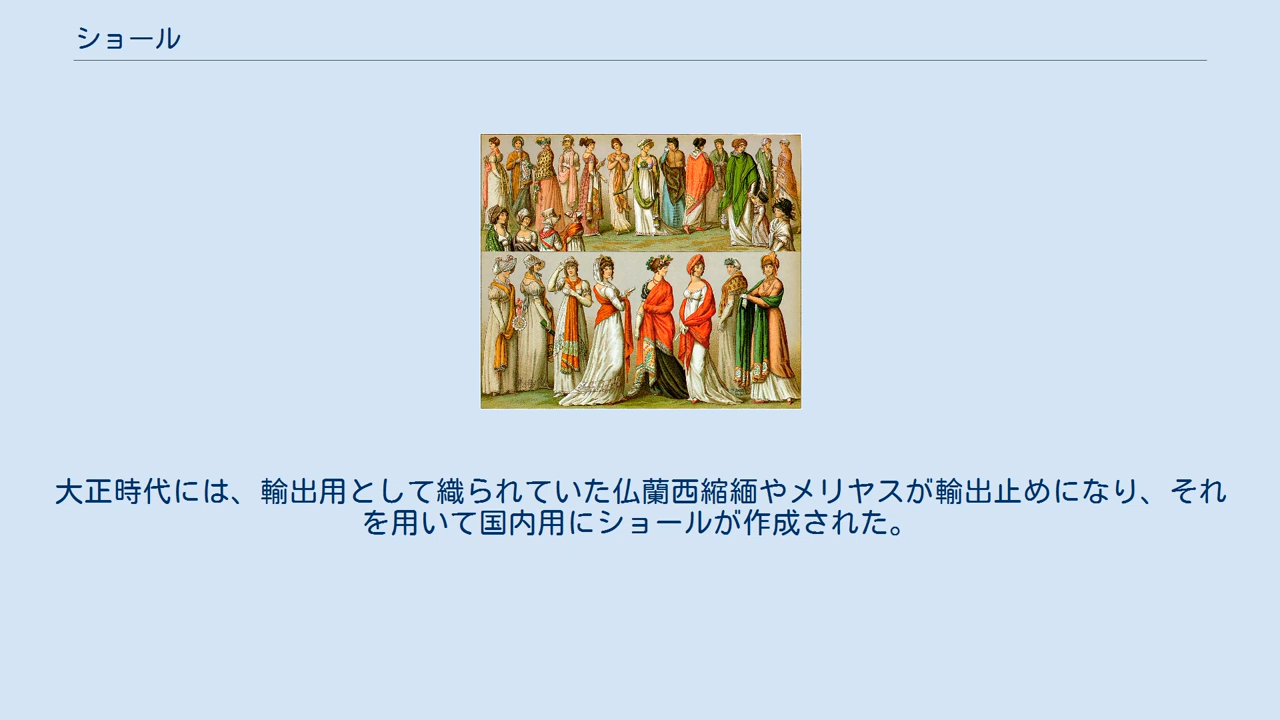 ショール
大正時代には、輸出用として織られていた仏蘭西縮緬やメリヤスが輸出止めになり、それ
を用いて国内用にショールが作成された。